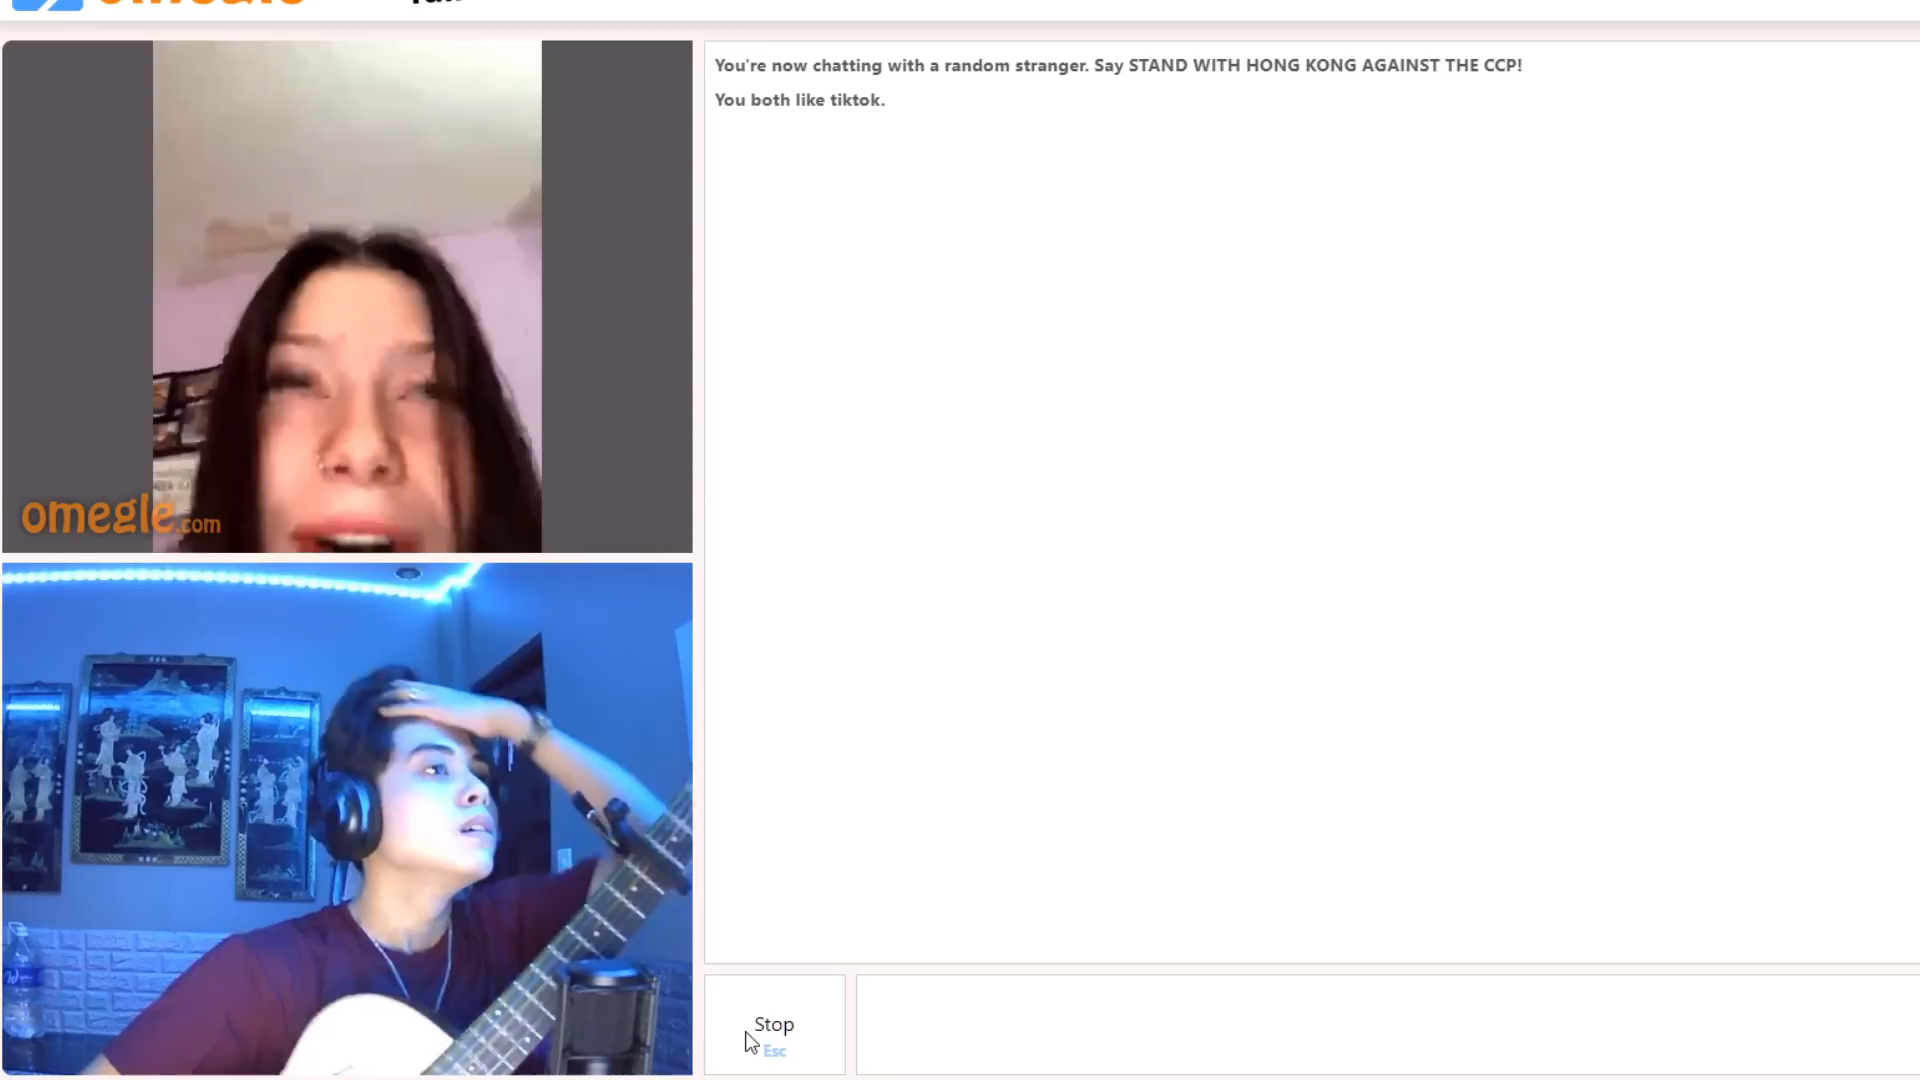 omegle
You're now chatting with a random stranger. Say STAND WITH HONG KONG AGAINST THE CCP!
You both like tiktok.
omegle.com
Stop
Esc